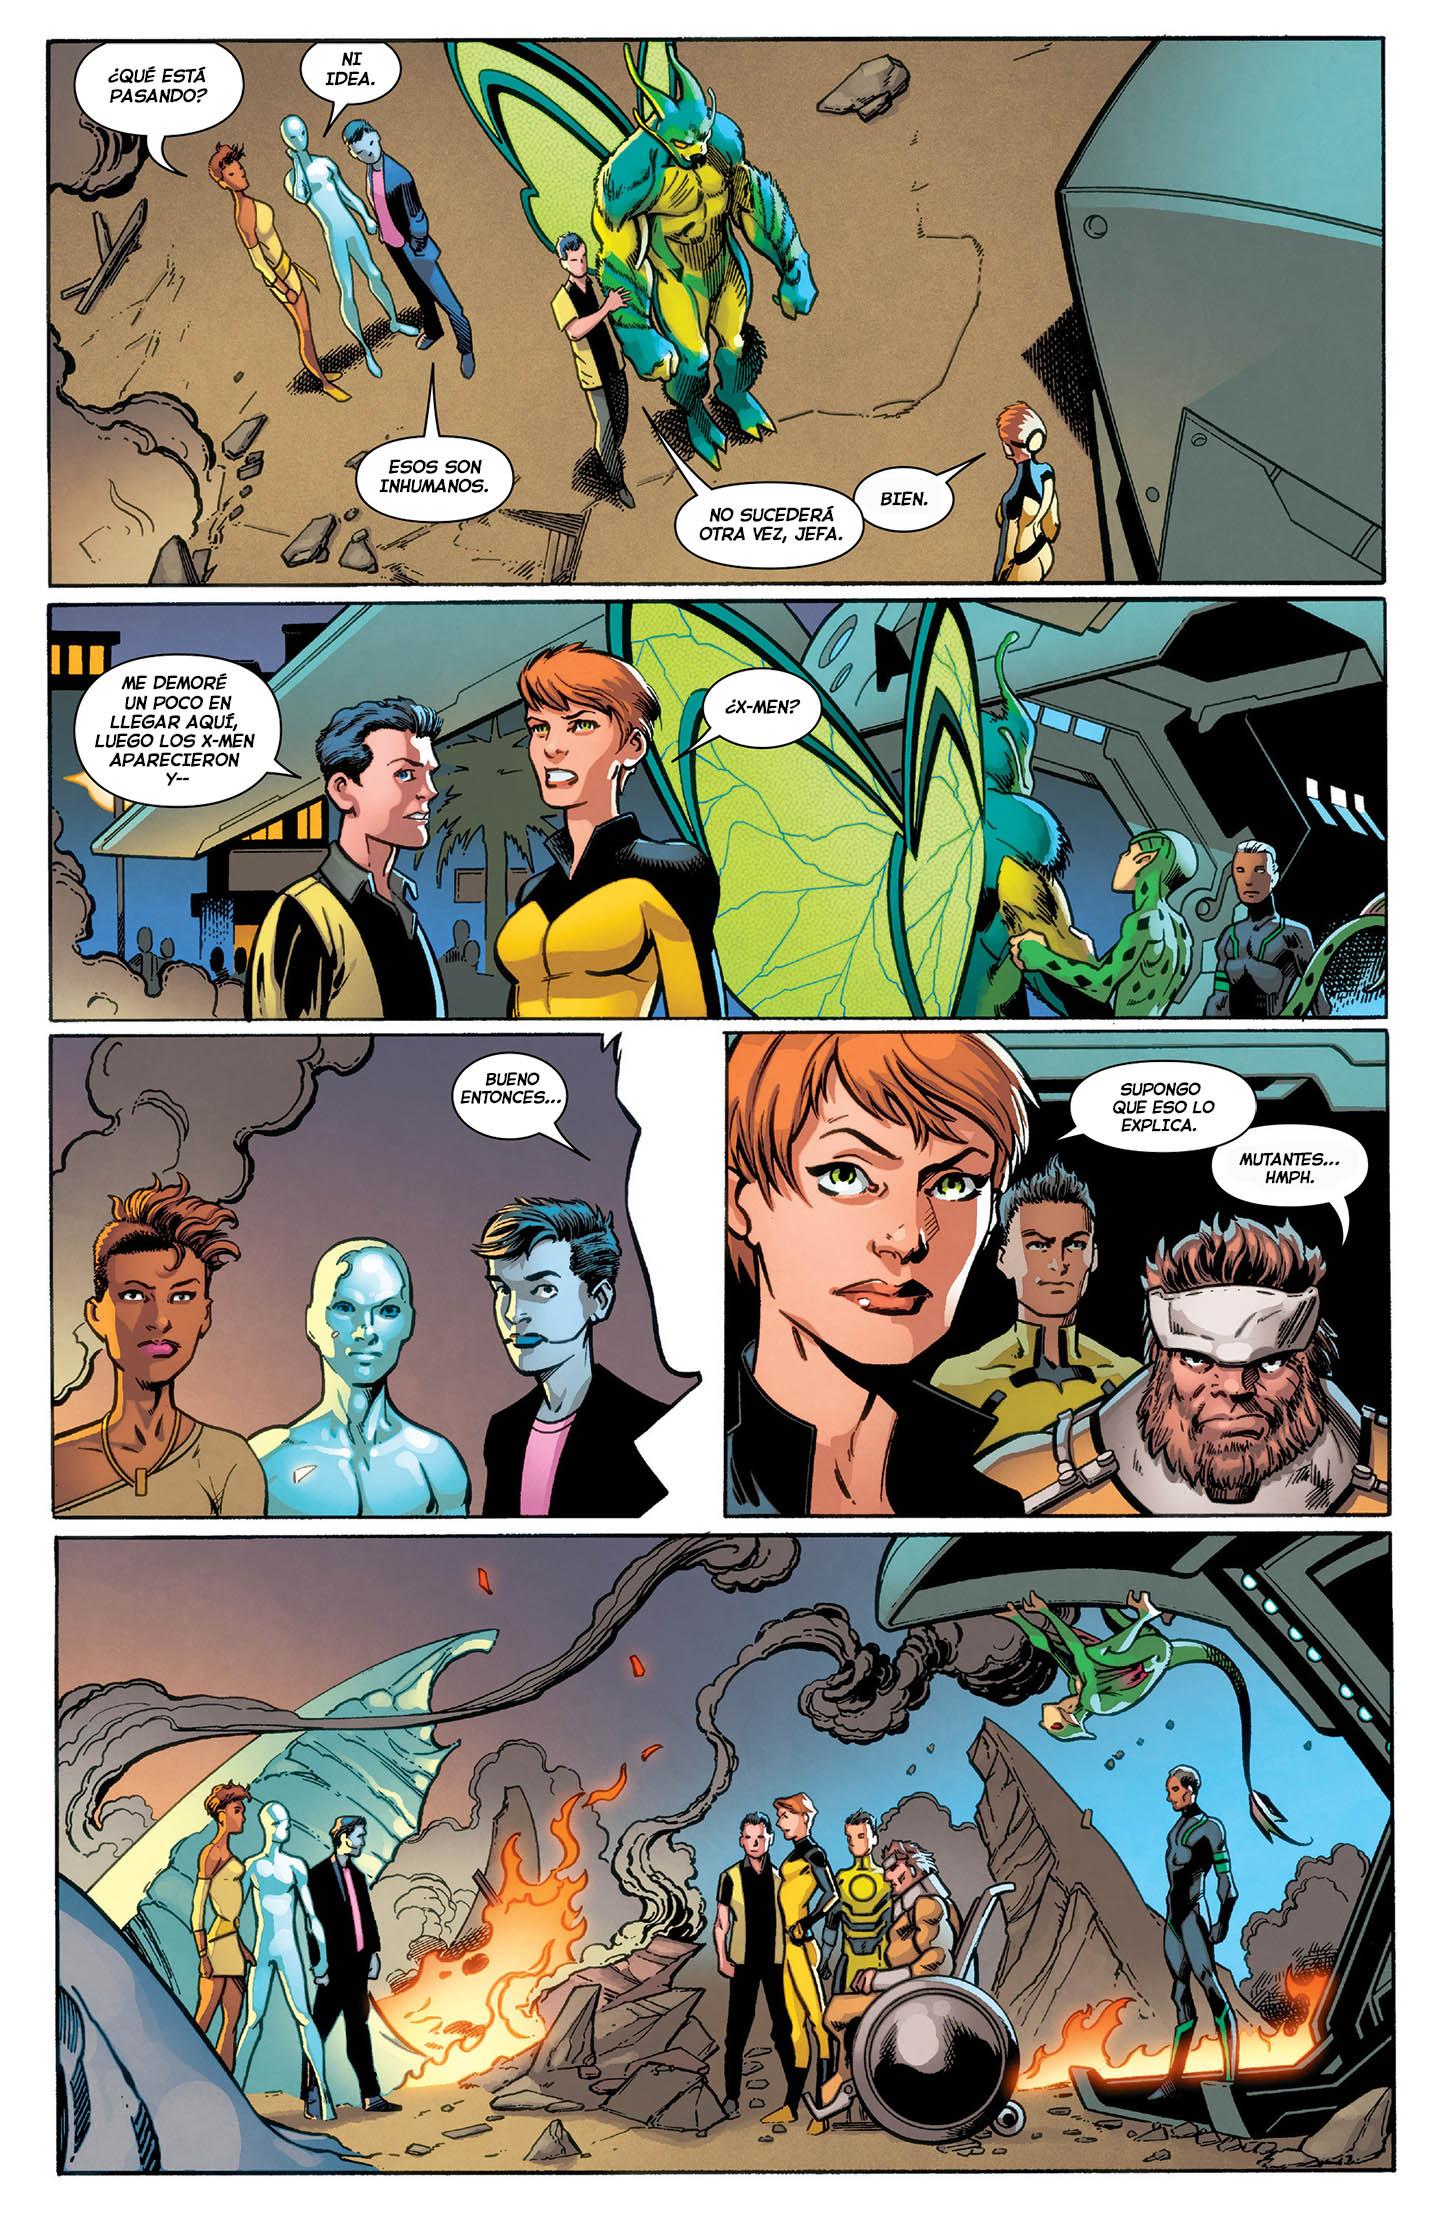 ¿QUÉ ESTÁ
PASANDO?
NI
IDEA.
ESOS SON
INHUMANOS.
NO SUCEDERÁ
OTRA VEZ, JEFA.
BIEN.
ME DEMORÉ
UN POCO EN
LLEGAR AQUÍ,
LUEGO LOS X-MEN
APARECIERON
Y--
¿X-MEN?
BUENO
ENTONCES...
SUPONGO
QUE ESO LO
EXPLICA.
MUTANTES...
HMPH.